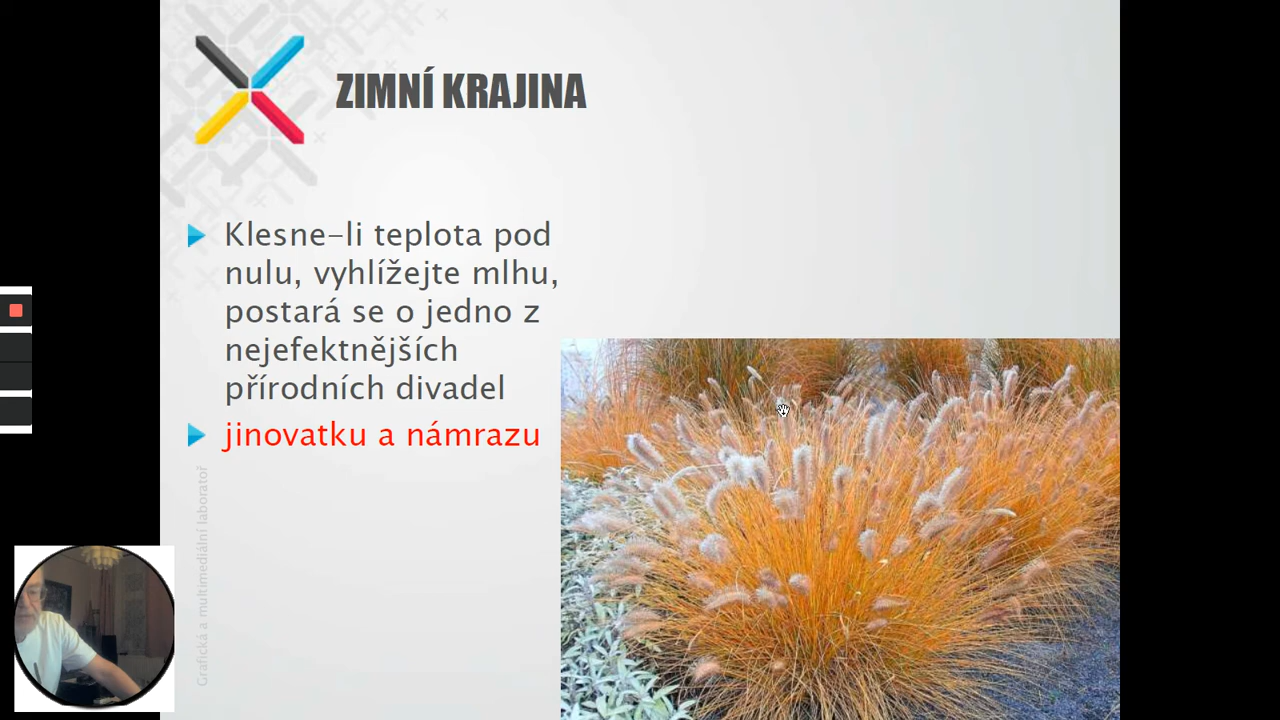 ZIMNÍ KRAJINA
Klesne-li teplota pod
nulu, vyhlížejte mlhu,
postará se o jedno z
nejefektnějších
přírodních divadel
jinovatku a námrazu
Grafická a multimediální laboratoř